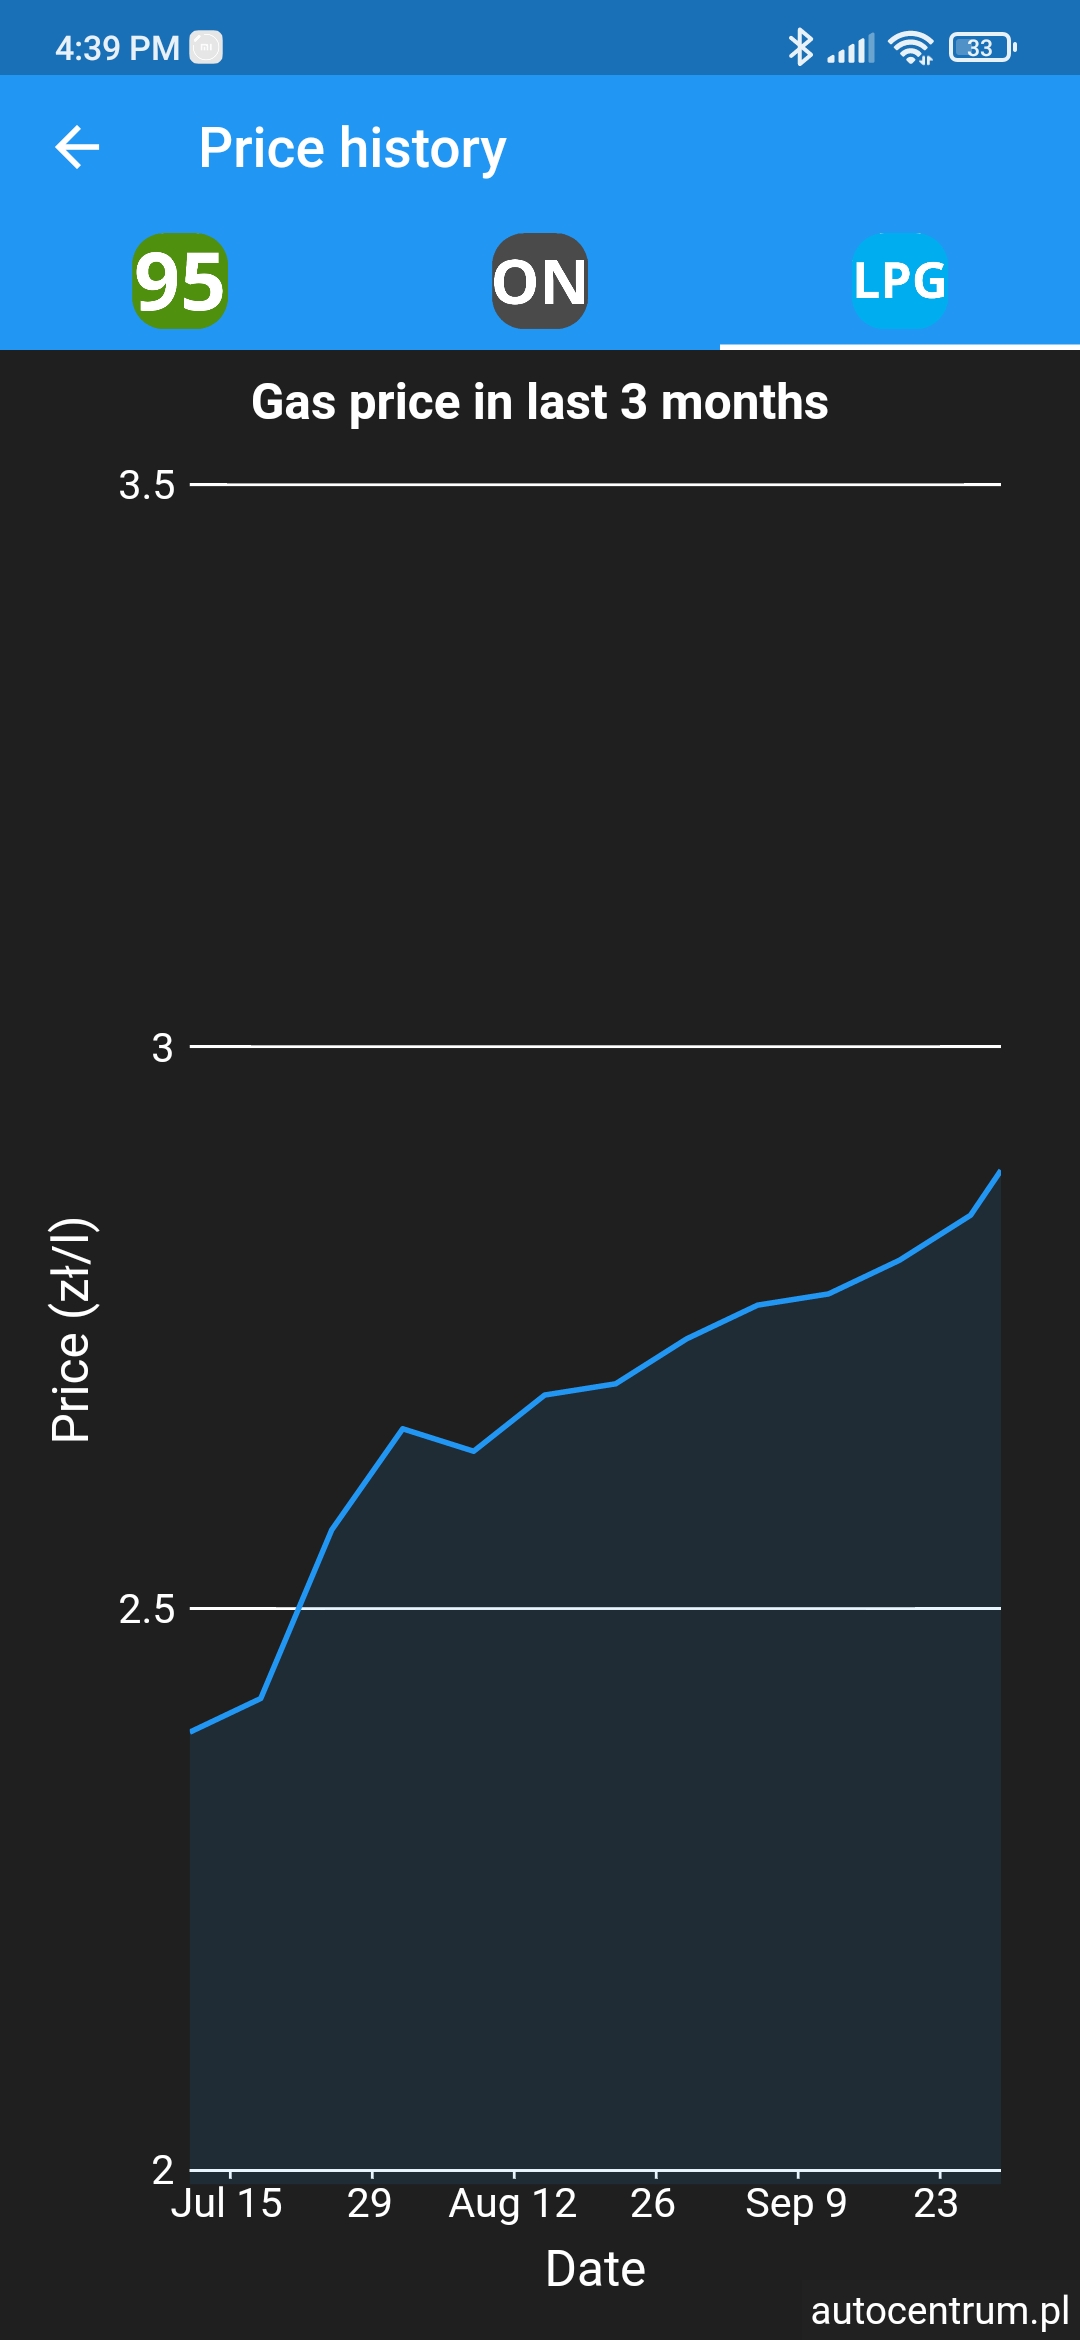 4:39 PM
33
Price history
95 ON LPG
Gas price in last 3 months
3.5
3
2.5
2
Price (zł/l)
Jul 15 29 Aug 12 26 Sep 9 23
Date
autocentrum.pl